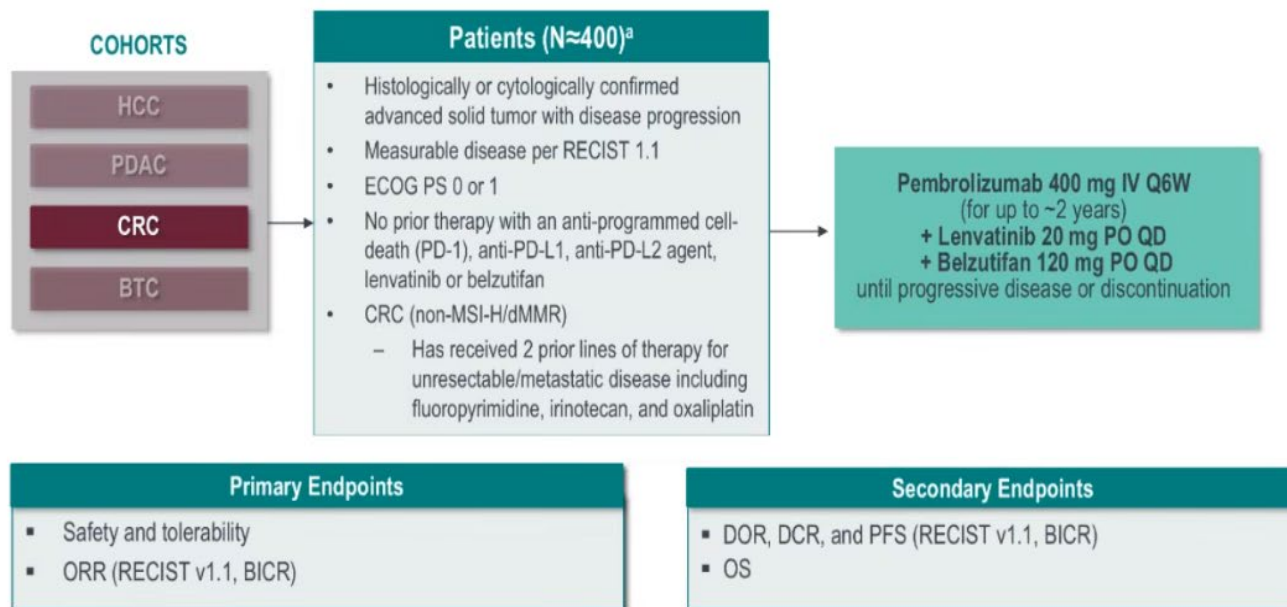 COHORTS
HCC
PDAC
CRC
BTC
Patients (N≈400)ᵃ
• Histologically or cytologically confirmed
advanced solid tumor with disease progression
• Measurable disease per RECIST 1.1
• ECOG PS 0 or 1
• No prior therapy with an anti-programmed cell-
death (PD-1), anti-PD-L1, anti-PD-L2 agent,
lenvatinib or belzutifan
• CRC (non-MSI-H/dMMR)
– Has received 2 prior lines of therapy for
unresectable/metastatic disease including
fluoropyrimidine, irinotecan, and oxaliplatin
Pembrolizumab 400 mg IV Q6W
(for up to ~2 years)
+ Lenvatinib 20 mg PO QD
+ Belzutifan 120 mg PO QD
until progressive disease or discontinuation
Primary Endpoints
▪ Safety and tolerability
▪ ORR (RECIST v1.1, BICR)
Secondary Endpoints
▪ DOR, DCR, and PFS (RECIST v1.1, BICR)
▪ OS